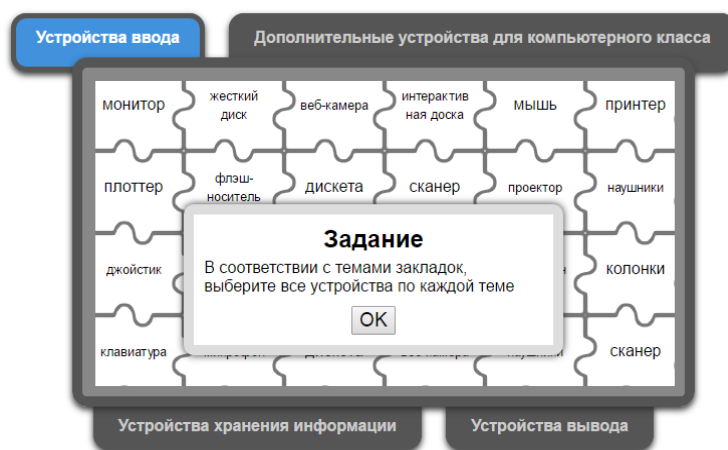 Устройства ввода
Дополнительные устройства для компьютерного класса
монитор
жесткий
диск
веб-камера
интерактив
ная доска
мышь
принтер
плоттер
флэш-
носитель
дискета
сканер
проектор
наушники
Задание
В соответствии с темами закладок,
выберите все устройства по каждой теме
OK
джойстик
колонки
клавиатура
сканер
Устройства хранения информации
Устройства вывода